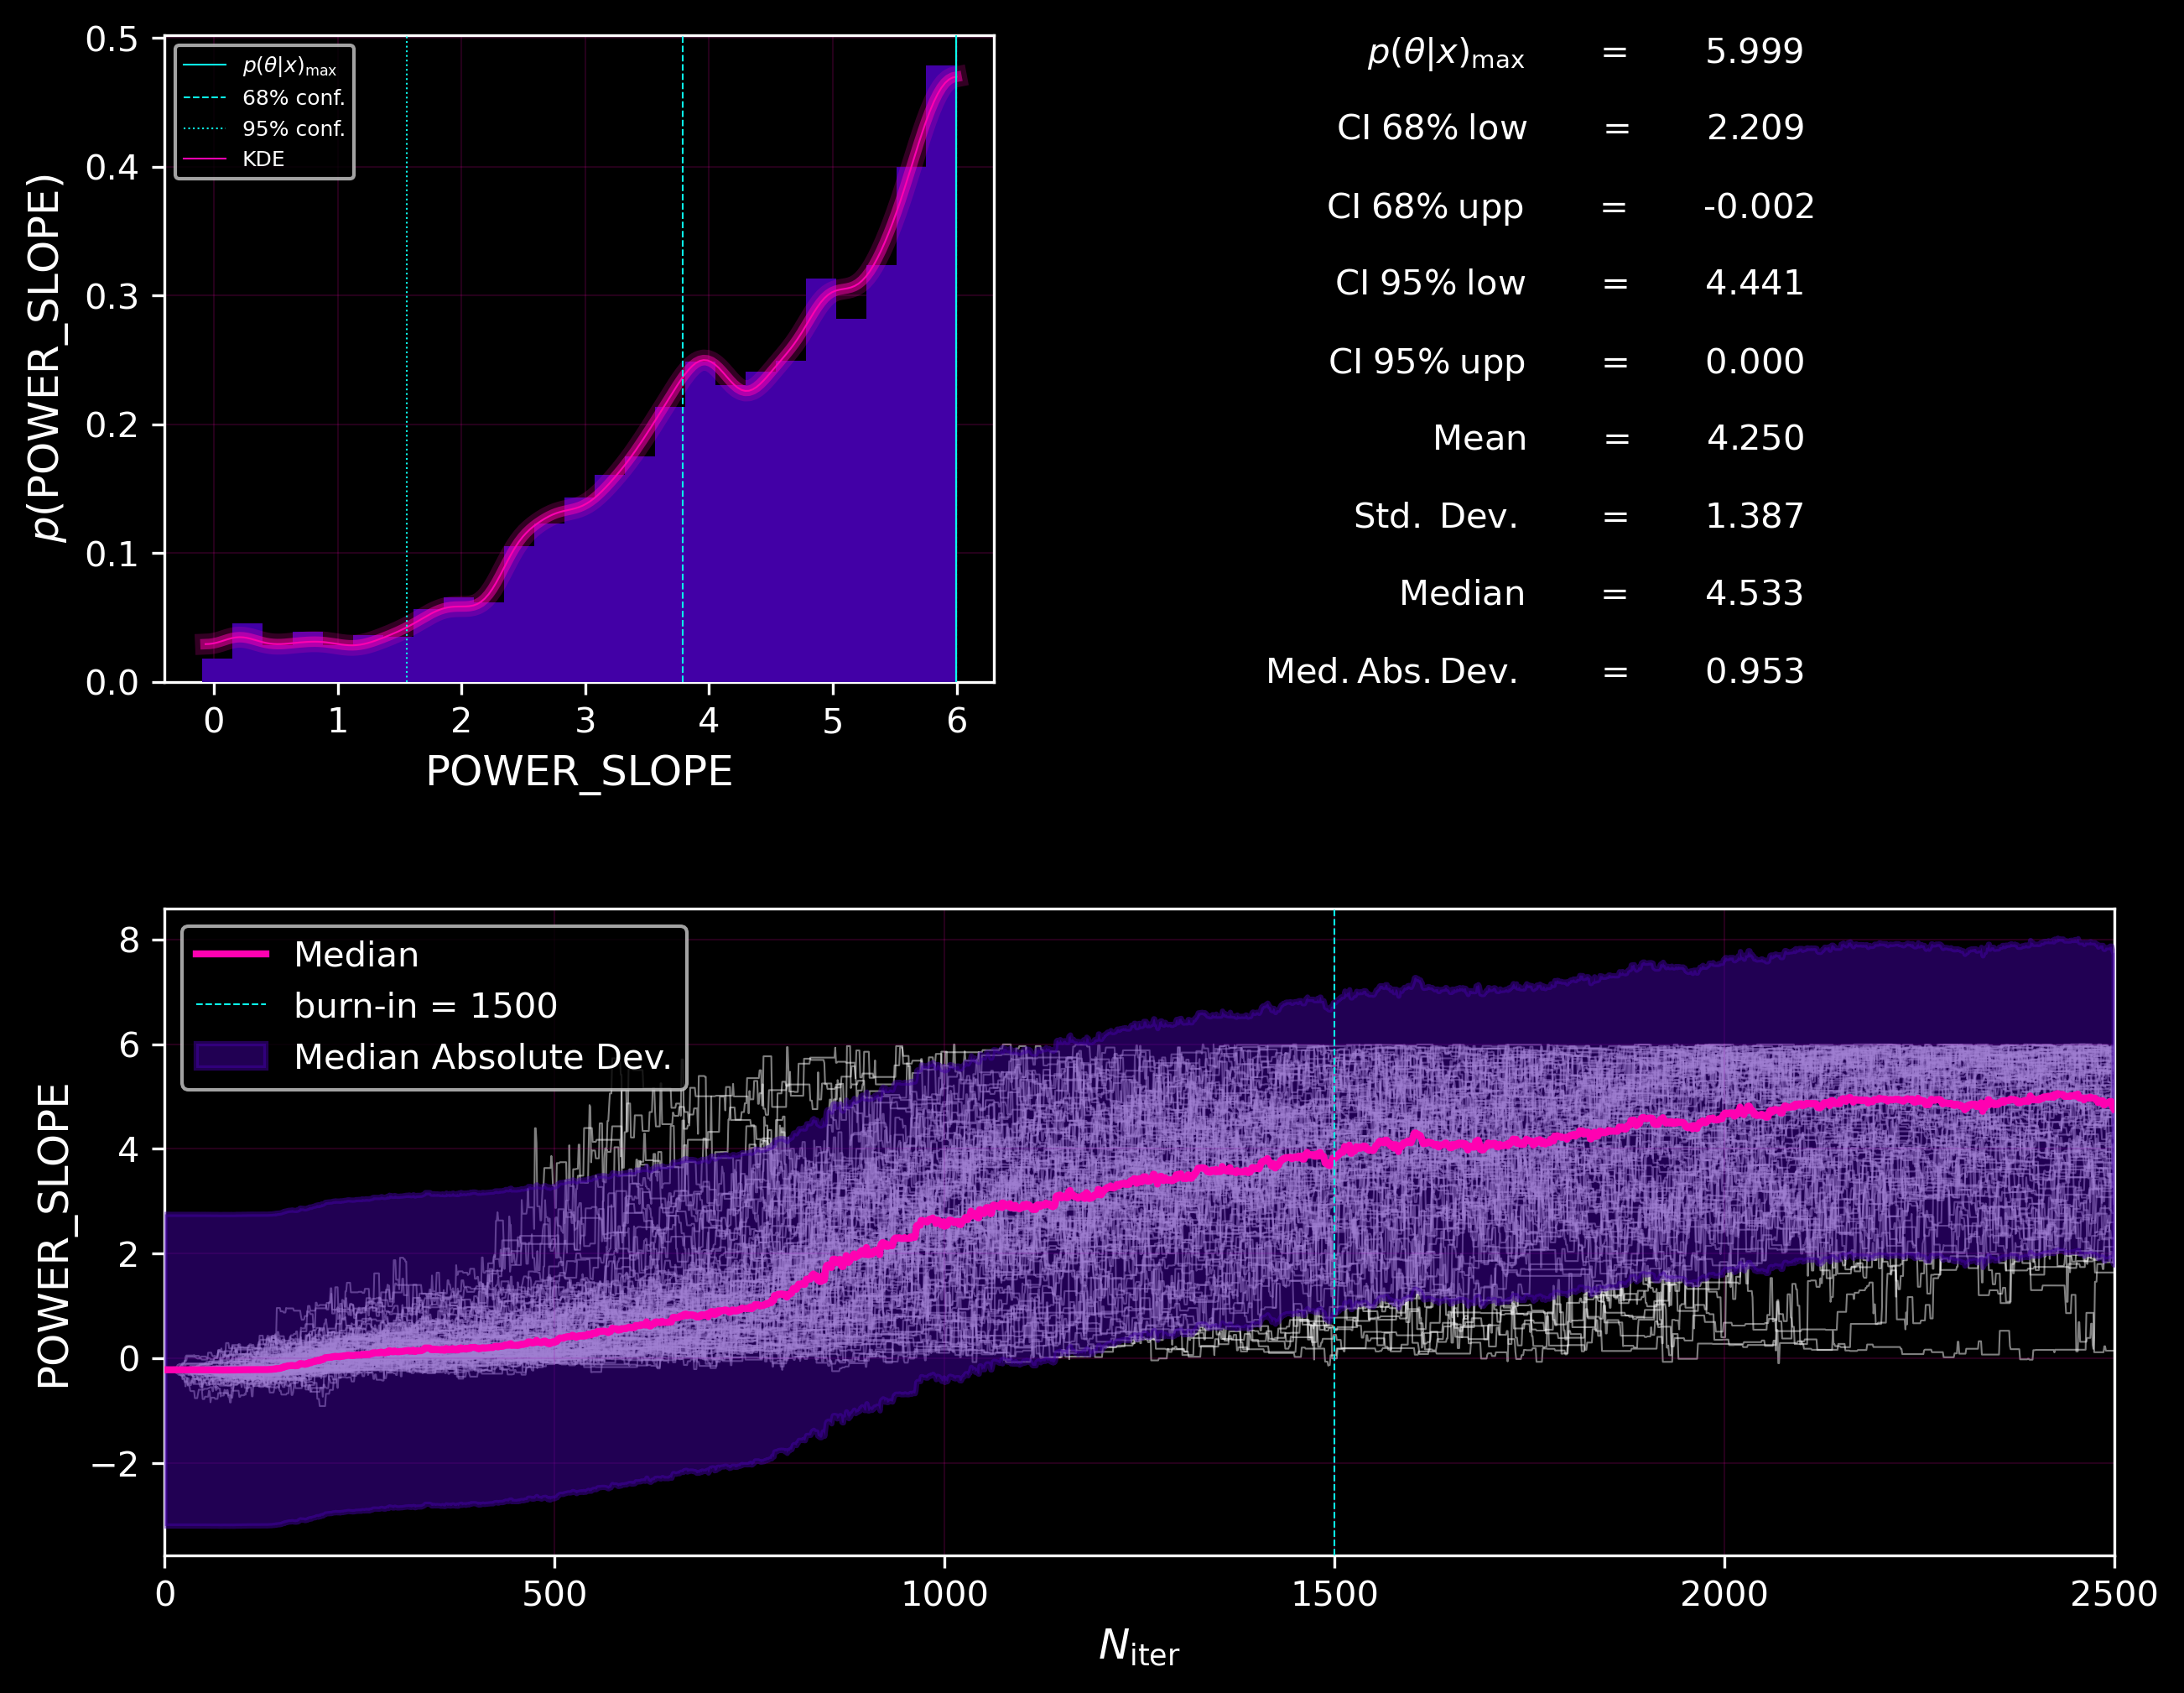 0.5
0.4
0.3
0.2
0.1
0.0
p(POWER_SLOPE)
p(θ|x)max
68% conf.
95% conf.
KDE
0 1 2 3 4 5 6
POWER_SLOPE
p(θ|x)max = 5.999
CI 68% low = 2.209
CI 68% upp = -0.002
CI 95% low = 4.441
CI 95% upp = 0.000
Mean = 4.250
Std. Dev. = 1.387
Median = 4.533
Med. Abs. Dev. = 0.953
8
6
4
2
0
−2
POWER_SLOPE
Median
burn-in = 1500
Median Absolute Dev.
0 500 1000 1500 2000 2500
Niter